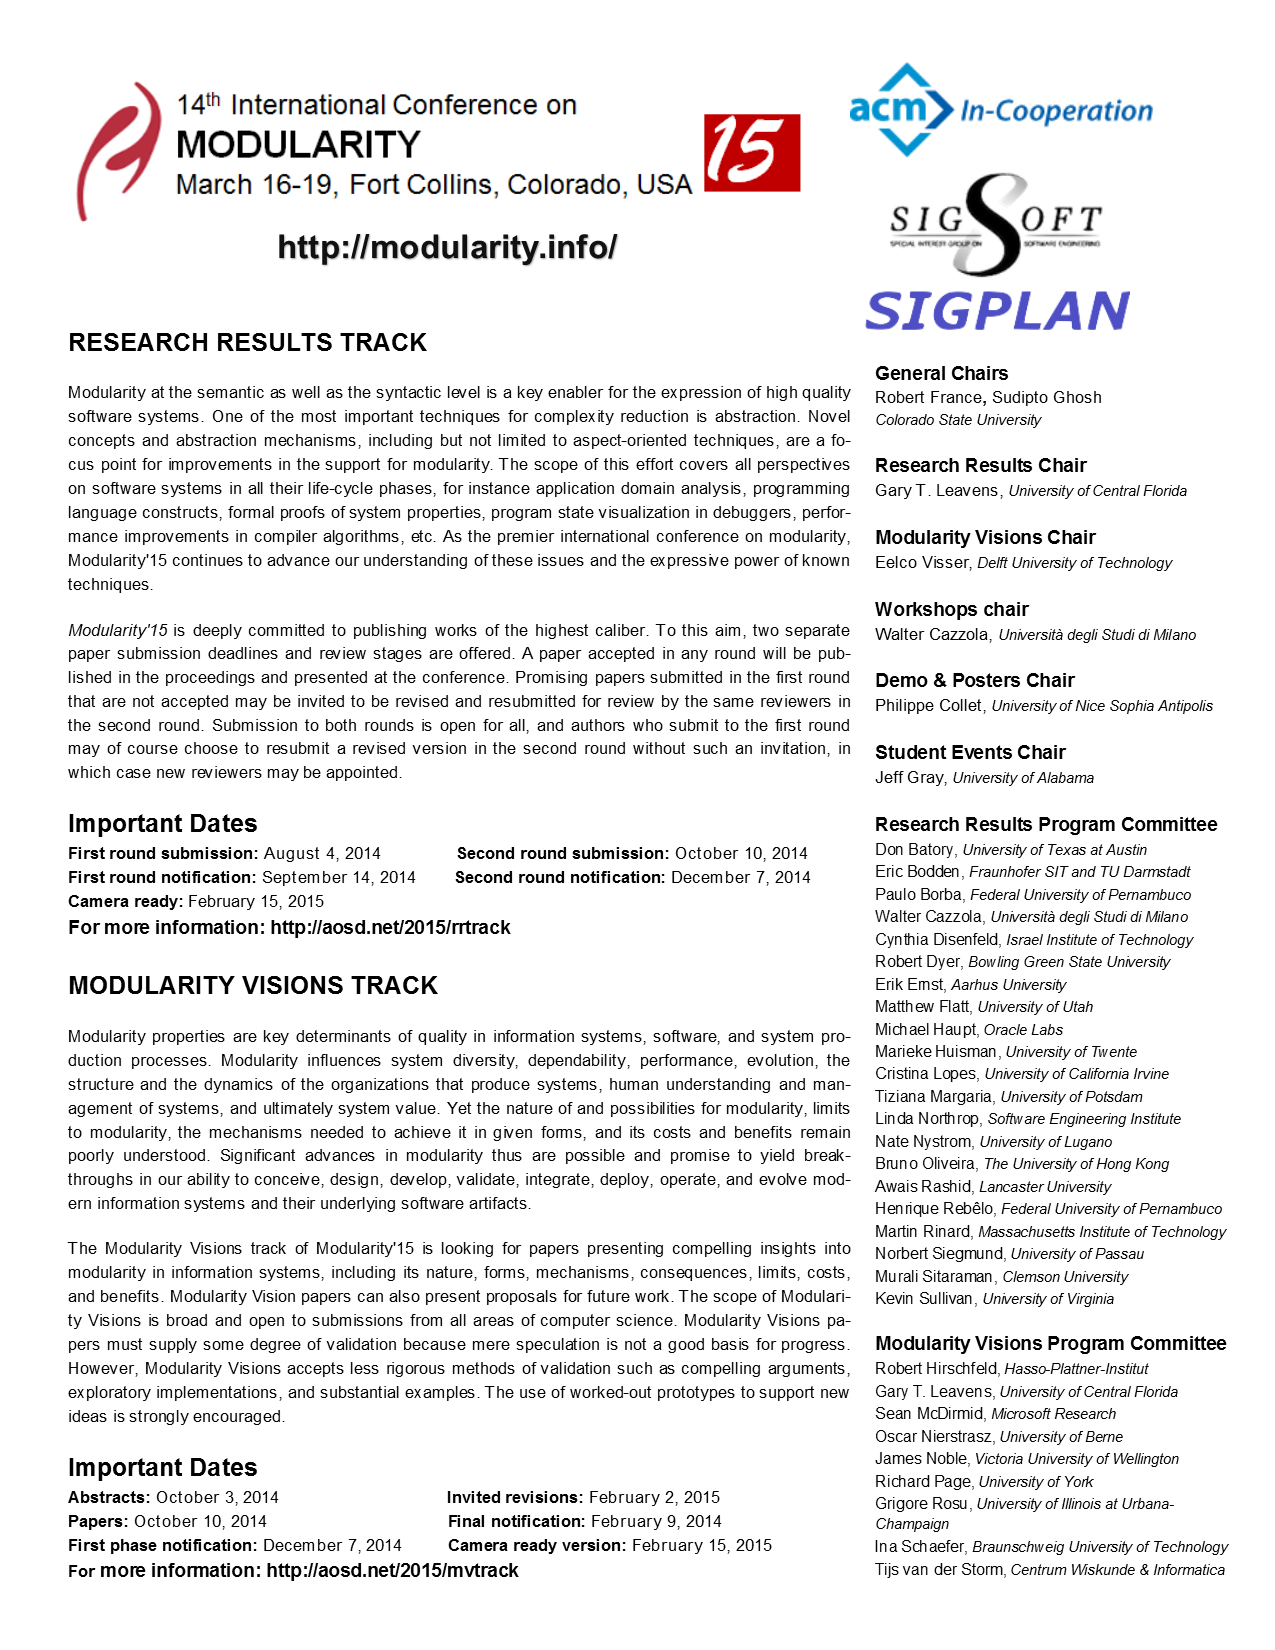 14th International Conference on
MODULARITY
March 16-19, Fort Collins, Colorado, USA
15
http://modularity.info/
acm In-Cooperation
SIGSOFT
SPECIAL INTEREST GROUP ON SOFTWARE ENGINEERING
SIGPLAN
RESEARCH RESULTS TRACK
Modularity at the semantic as well as the syntactic level is a key enabler for the expression of high quality
software systems. One of the most important techniques for complexity reduction is abstraction. Novel
concepts and abstraction mechanisms, including but not limited to aspect-oriented techniques, are a fo-
cus point for improvements in the support for modularity. The scope of this effort covers all perspectives
on software systems in all their life-cycle phases, for instance application domain analysis, programming
language constructs, formal proofs of system properties, program state visualization in debuggers, perfor-
mance improvements in compiler algorithms, etc. As the premier international conference on modularity,
Modularity'15 continues to advance our understanding of these issues and the expressive power of known
techniques.
Modularity'15 is deeply committed to publishing works of the highest caliber. To this aim, two separate
paper submission deadlines and review stages are offered. A paper accepted in any round will be pub-
lished in the proceedings and presented at the conference. Promising papers submitted in the first round
that are not accepted may be invited to be revised and resubmitted for review by the same reviewers in
the second round. Submission to both rounds is open for all, and authors who submit to the first round
may of course choose to resubmit a revised version in the second round without such an invitation, in
which case new reviewers may be appointed.
Important Dates
First round submission: August 4, 2014 Second round submission: October 10, 2014
First round notification: September 14, 2014 Second round notification: December 7, 2014
Camera ready: February 15, 2015
For more information: http://aosd.net/2015/rrtrack
MODULARITY VISIONS TRACK
Modularity properties are key determinants of quality in information systems, software, and system pro-
duction processes. Modularity influences system diversity, dependability, performance, evolution, the
structure and the dynamics of the organizations that produce systems, human understanding and man-
agement of systems, and ultimately system value. Yet the nature of and possibilities for modularity, limits
to modularity, the mechanisms needed to achieve it in given forms, and its costs and benefits remain
poorly understood. Significant advances in modularity thus are possible and promise to yield break-
throughs in our ability to conceive, design, develop, validate, integrate, deploy, operate, and evolve mod-
ern information systems and their underlying software artifacts.
The Modularity Visions track of Modularity'15 is looking for papers presenting compelling insights into
modularity in information systems, including its nature, forms, mechanisms, consequences, limits, costs,
and benefits. Modularity Vision papers can also present proposals for future work. The scope of Modulari-
ty Visions is broad and open to submissions from all areas of computer science. Modularity Visions pa-
pers must supply some degree of validation because mere speculation is not a good basis for progress.
However, Modularity Visions accepts less rigorous methods of validation such as compelling arguments,
exploratory implementations, and substantial examples. The use of worked-out prototypes to support new
ideas is strongly encouraged.
Important Dates
Abstracts: October 3, 2014 Invited revisions: February 2, 2015
Papers: October 10, 2014 Final notification: February 9, 2014
First phase notification: December 7, 2014 Camera ready version: February 15, 2015
For more information: http://aosd.net/2015/mvtrack
General Chairs
Robert France, Sudipto Ghosh
Colorado State University
Research Results Chair
Gary T. Leavens, University of Central Florida
Modularity Visions Chair
Eelco Visser, Delft University of Technology
Workshops chair
Walter Cazzola, Università degli Studi di Milano
Demo & Posters Chair
Philippe Collet, University of Nice Sophia Antipolis
Student Events Chair
Jeff Gray, University of Alabama
Research Results Program Committee
Don Batory, University of Texas at Austin
Eric Bodden, Fraunhofer SIT and TU Darmstadt
Paulo Borba, Federal University of Pernambuco
Walter Cazzola, Università degli Studi di Milano
Cynthia Disenfeld, Israel Institute of Technology
Robert Dyer, Bowling Green State University
Erik Ernst, Aarhus University
Matthew Flatt, University of Utah
Michael Haupt, Oracle Labs
Marieke Huisman, University of Twente
Cristina Lopes, University of California Irvine
Tiziana Margaria, University of Potsdam
Linda Northrop, Software Engineering Institute
Nate Nystrom, University of Lugano
Bruno Oliveira, The University of Hong Kong
Awais Rashid, Lancaster University
Henrique Rebêlo, Federal University of Pernambuco
Martin Rinard, Massachusetts Institute of Technology
Norbert Siegmund, University of Passau
Murali Sitaraman, Clemson University
Kevin Sullivan, University of Virginia
Modularity Visions Program Committee
Robert Hirschfeld, Hasso-Plattner-Institut
Gary T. Leavens, University of Central Florida
Sean McDirmid, Microsoft Research
Oscar Nierstrasz, University of Berne
James Noble, Victoria University of Wellington
Richard Page, University of York
Grigore Rosu, University of Illinois at Urbana-
Champaign
Ina Schaefer, Braunschweig University of Technology
Tijs van der Storm, Centrum Wiskunde & Informatica